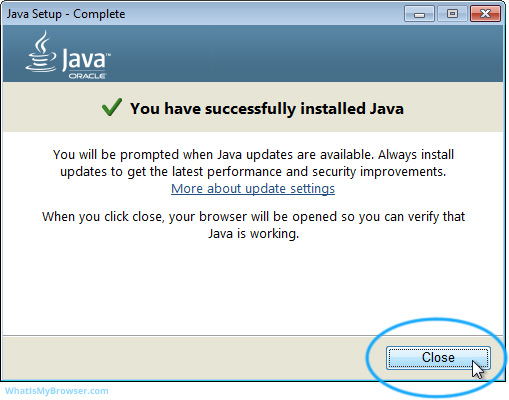 Java Setup - Complete
Java™
ORACLE
You have successfully installed Java
You will be prompted when Java updates are available. Always install
updates to get the latest performance and security improvements.
More about update settings
When you click close, your browser will be opened so you can verify that
Java is working.
Close
WhatIsMyBrowser.com